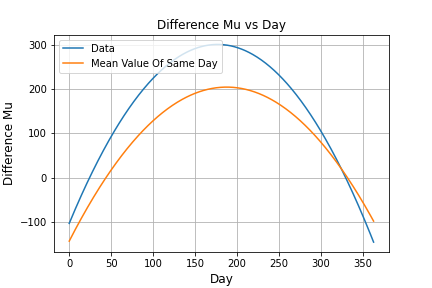 Difference Mu vs Day
Data
Mean Value Of Same Day
Difference Mu
300
200
100
0
−100
0 50 100 150 200 250 300 350
Day